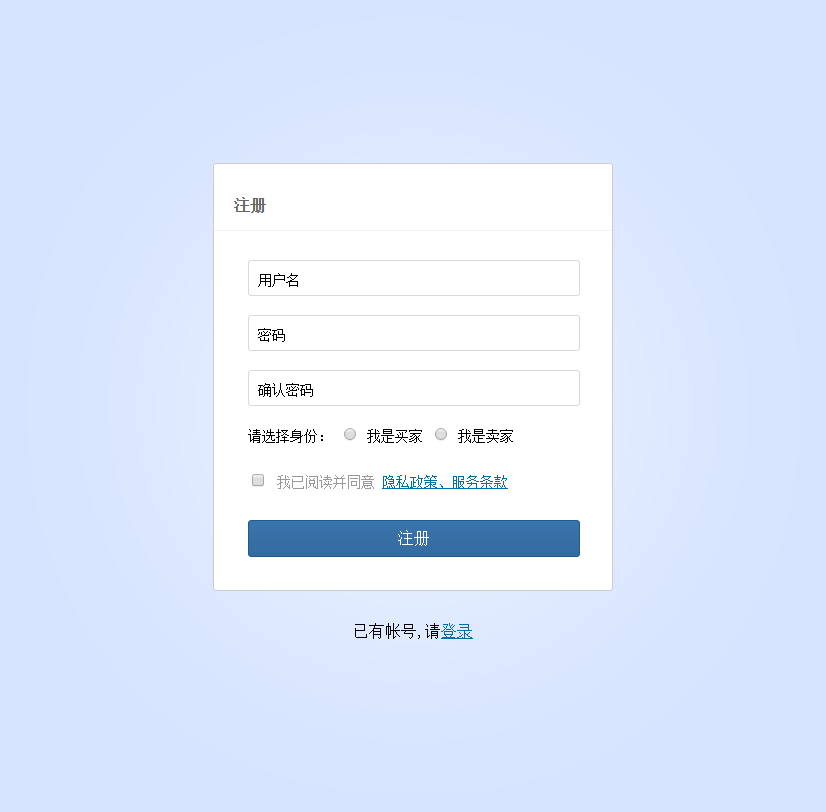 注册
用户名
密码
确认密码
请选择身份： 我是买家 我是卖家
我已阅读并同意 隐私政策、服务条款
注册
已有帐号,请登录